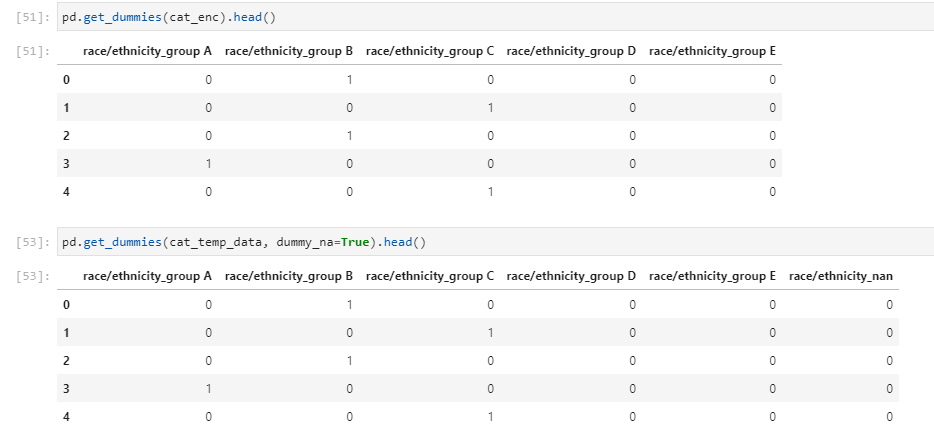 [51]: pd.get_dummies(cat_enc).head()
[51]: race/ethnicity_group A race/ethnicity_group B race/ethnicity_group C race/ethnicity_group D race/ethnicity_group E
0 0 1 0 0 0
1 0 0 1 0 0
2 0 1 0 0 0
3 1 0 0 0 0
4 0 0 1 0 0
[53]: pd.get_dummies(cat_temp_data, dummy_na=True).head()
[53]: race/ethnicity_group A race/ethnicity_group B race/ethnicity_group C race/ethnicity_group D race/ethnicity_group E race/ethnicity_nan
0 0 1 0 0 0 0
1 0 0 1 0 0 0
2 0 1 0 0 0 0
3 1 0 0 0 0 0
4 0 0 1 0 0 0